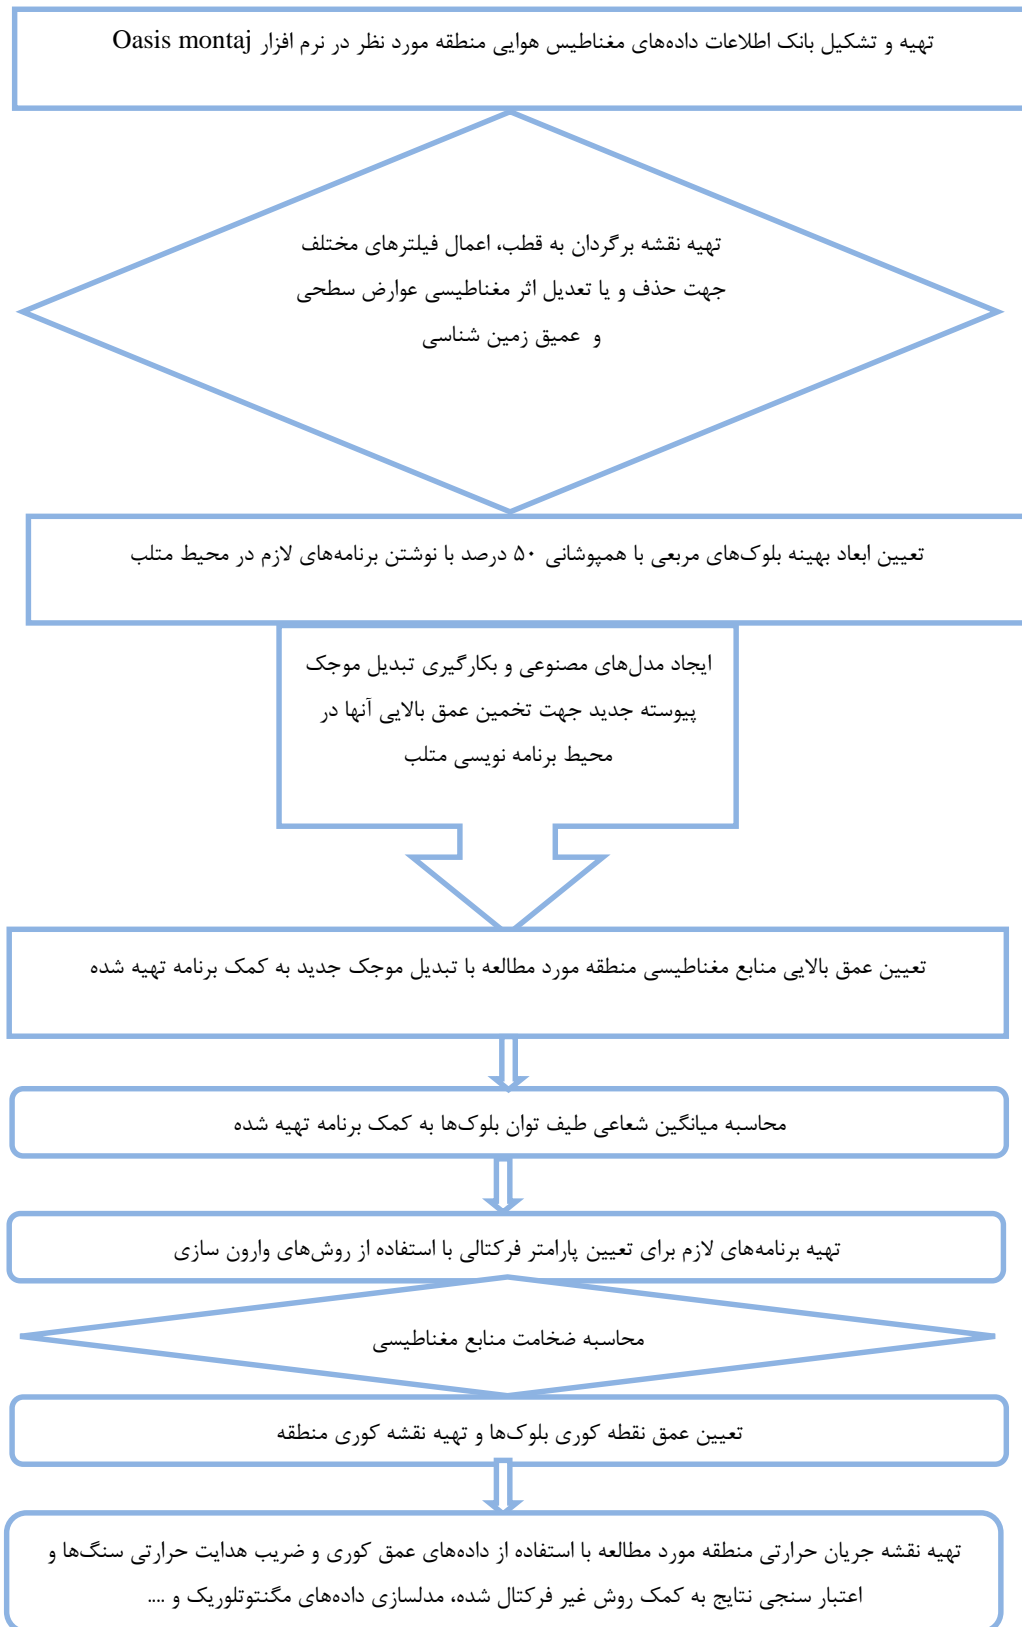 تهیه و تشکیل بانک اطلاعات داده‌های مغناطیس هوایی منطقه مورد نظر در نرم افزار Oasis montaj
تهیه نقشه برگردان به قطب، اعمال فیلترهای مختلف
جهت حذف و یا تعدیل اثر مغناطیسی عوارض سطحی
و عمیق زمین شناسی
تعیین ابعاد بهینه بلوک‌های مربعی با همپوشانی ۵۰ درصد با نوشتن برنامه‌های لازم در محیط متلب
ایجاد مدل‌های مصنوعی و بکارگیری تبدیل موجک
پیوسته جدید جهت تخمین عمق بالایی آنها در
محیط برنامه نویسی متلب
تعیین عمق بالایی منابع مغناطیسی منطقه مورد مطالعه با تبدیل موجک جدید به کمک برنامه تهیه شده
محاسبه میانگین شعاعی طیف توان بلوک‌ها به کمک برنامه تهیه شده
تهیه برنامه‌های لازم برای تعیین پارامتر فرکتالی با استفاده از روش‌های وارون سازی
محاسبه ضخامت منابع مغناطیسی
تعیین عمق نقطه کوری بلوک‌ها و تهیه نقشه کوری منطقه
تهیه نقشه جریان حرارتی منطقه مورد مطالعه با استفاده از داده‌های عمق کوری و ضریب هدایت حرارتی سنگ‌ها و
اعتبار سنجی نتایج به کمک روش غیر فرکتال شده، مدلسازی داده‌های مگنتوتلوریک و ....